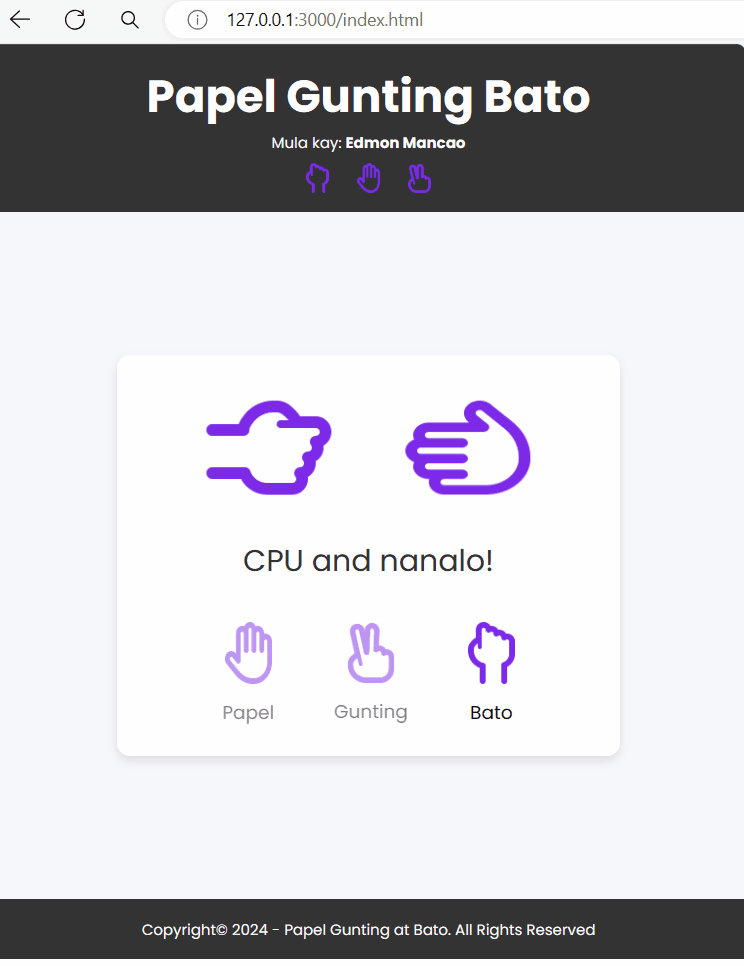 127.0.0.1:3000/index.html
Papel Gunting Bato
Mula kay: Edmon Mancao
CPU and nanalo!
Papel Gunting Bato
Copyright© 2024 - Papel Gunting at Bato. All Rights Reserved